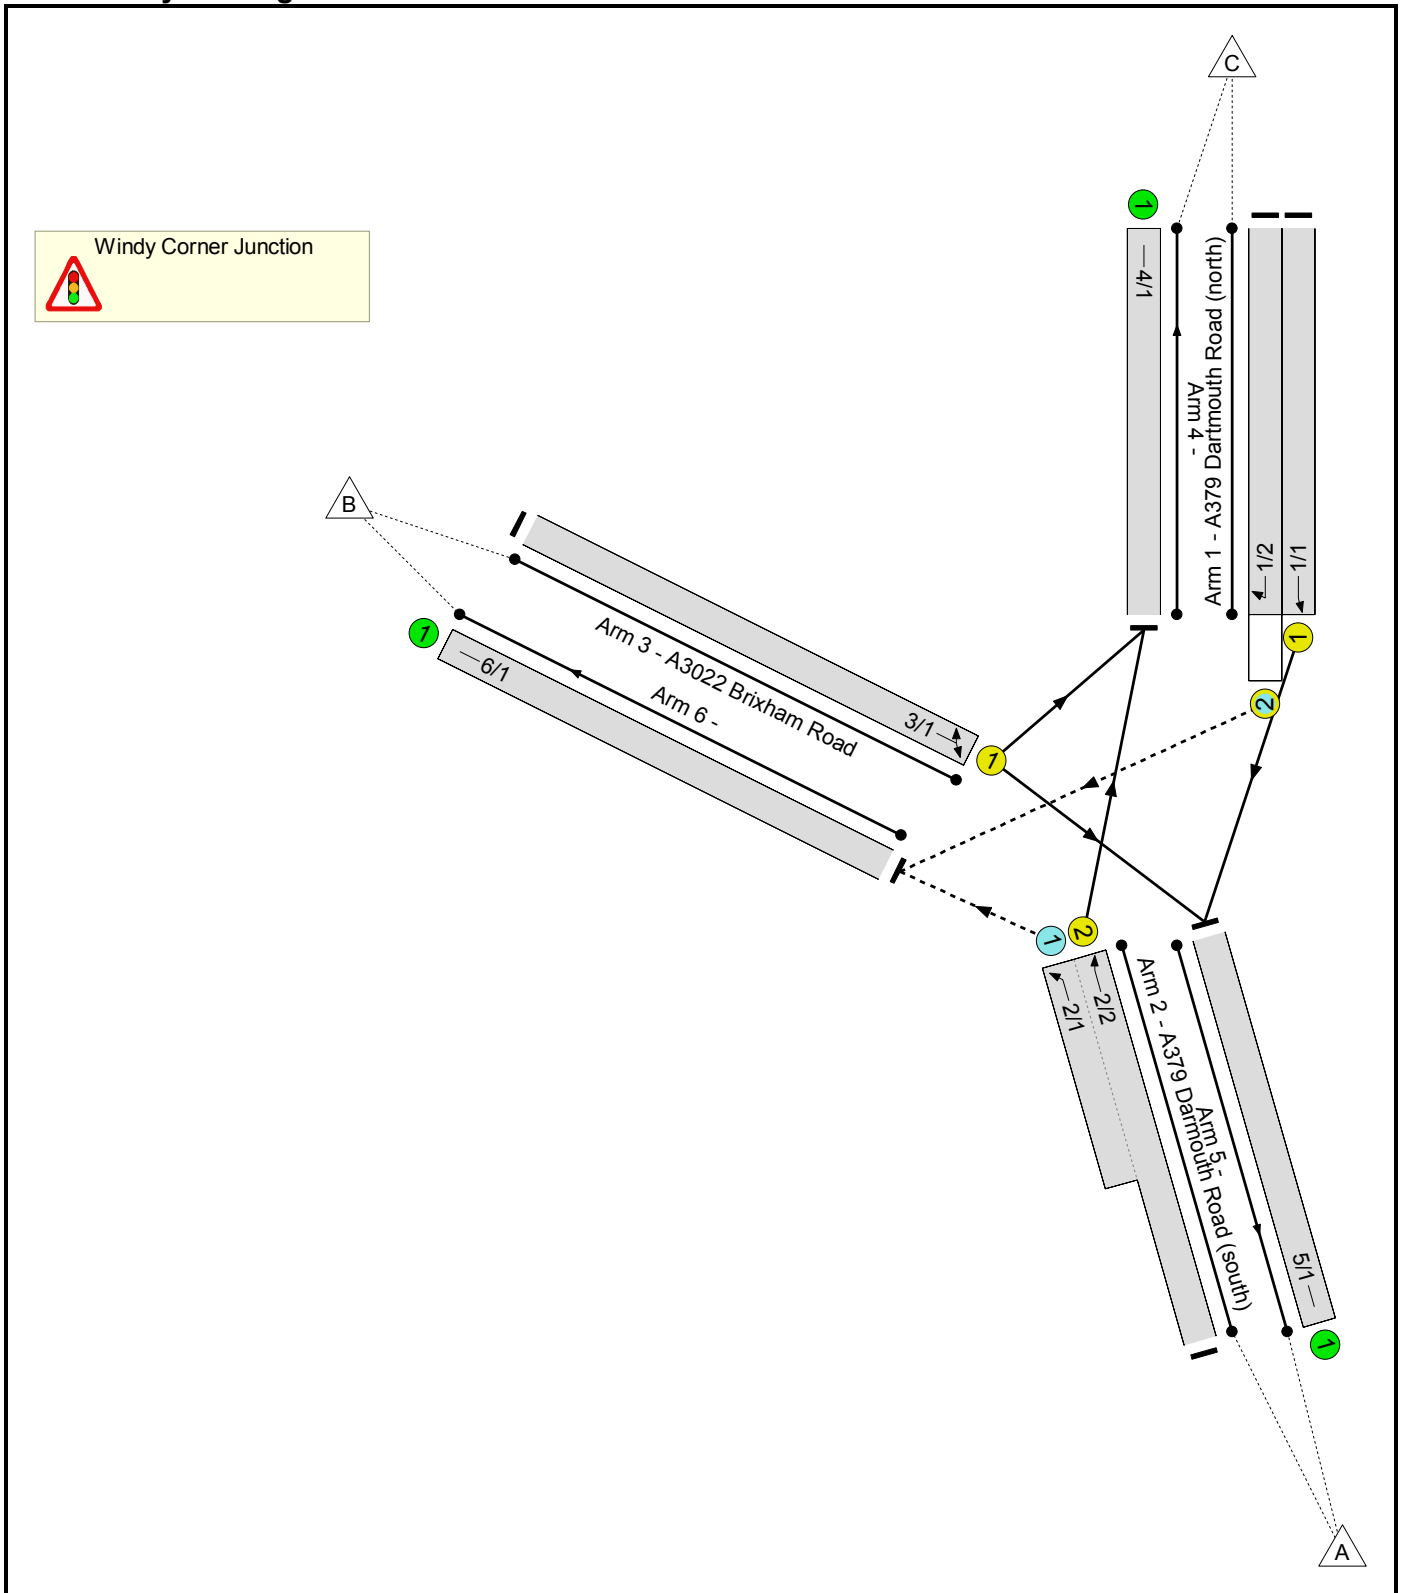 C
Windy Corner Junction
1
4/1
Arm 4 -
Arm 1 - A379 Dartmouth Road (north)
1/2
1/1
B
1
2
1
6/1
Arm 3 - A3022 Brixham Road
Arm 6 -
3/1
1
1
2
2/1
2/2
Arm 2 - A379 Darmouth Road (south)
Arm 5 -
5/1
1
A